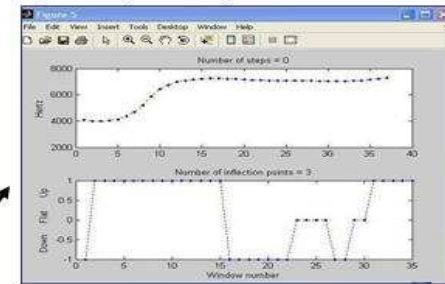 Figure 5
File Edit View Insert Tools Desktop Window Help
Number of steps = 0
8000
6000
4000
2000
Hertz
0 5 10 15 20 25 30 35 40
Number of inflection points = 3
1
0.5
0
-0.5
-1
Down Flat Up
0 5 10 15 20 25 30 35
Window number